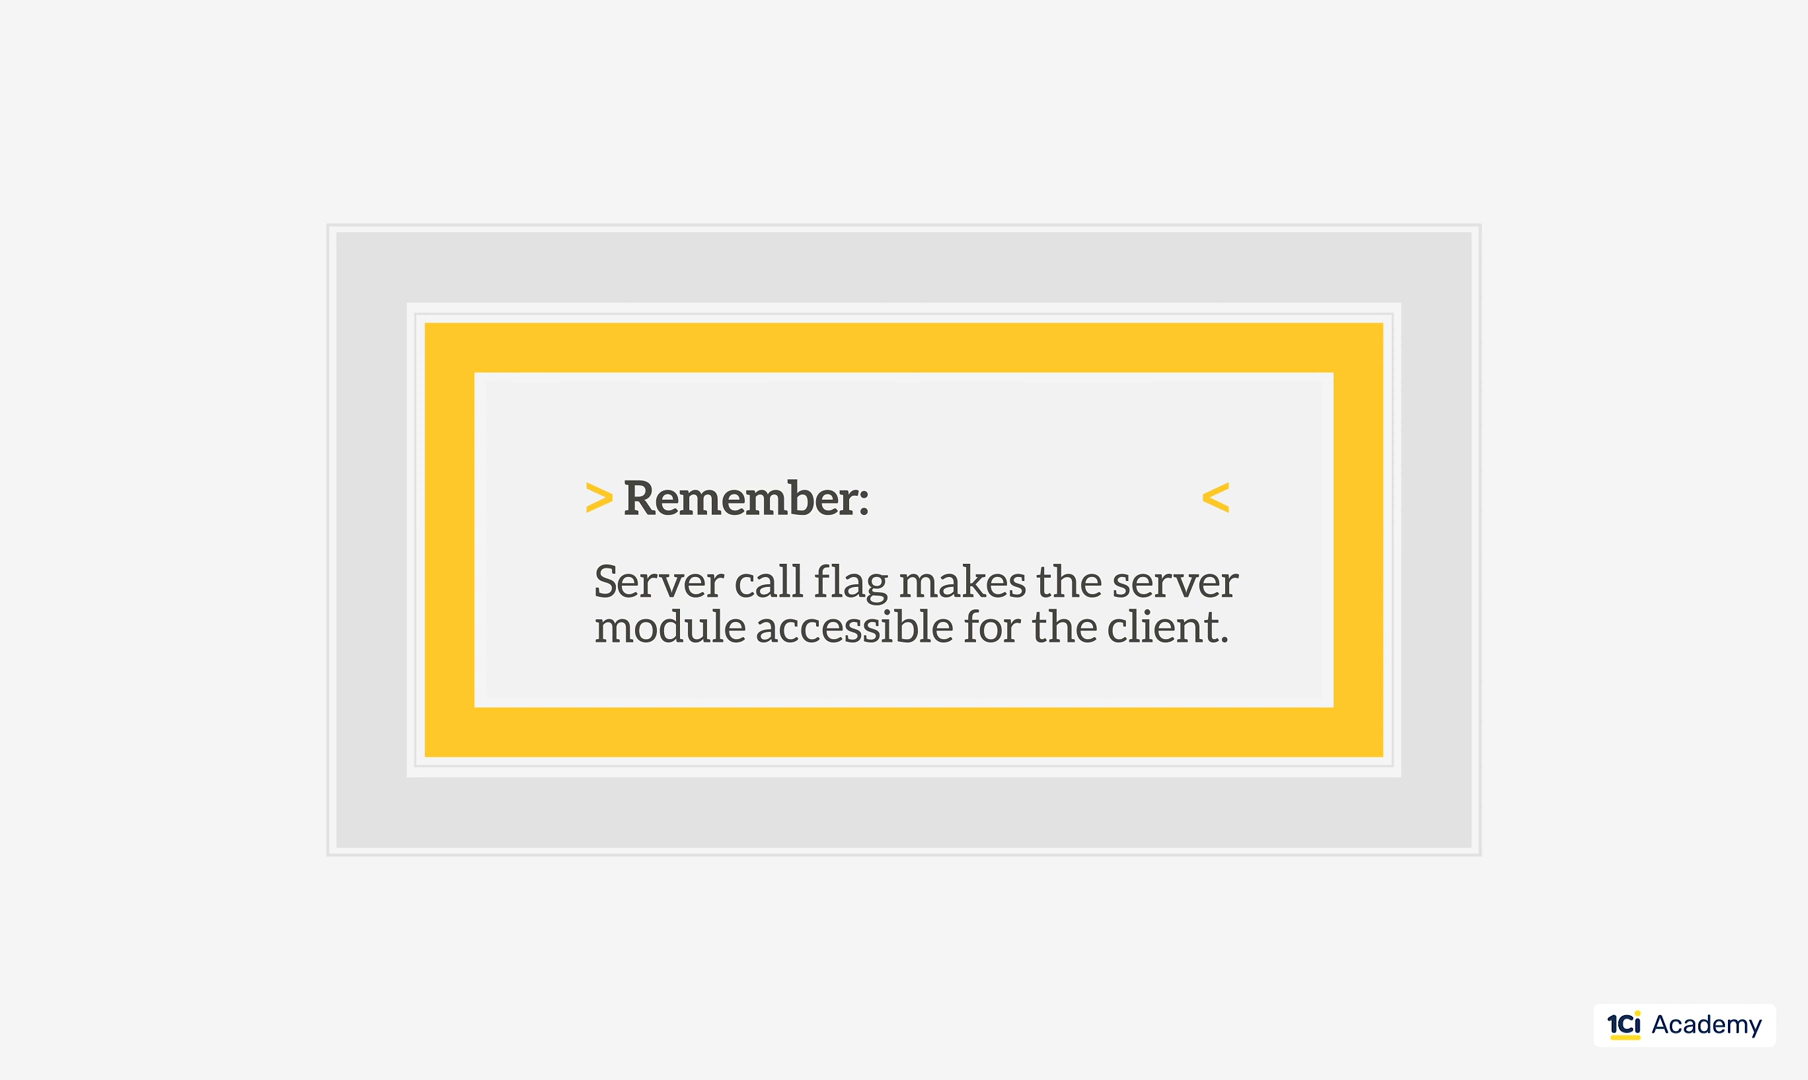 > Remember: <
Server call flag makes the server
module accessible for the client.
1Ci Academy